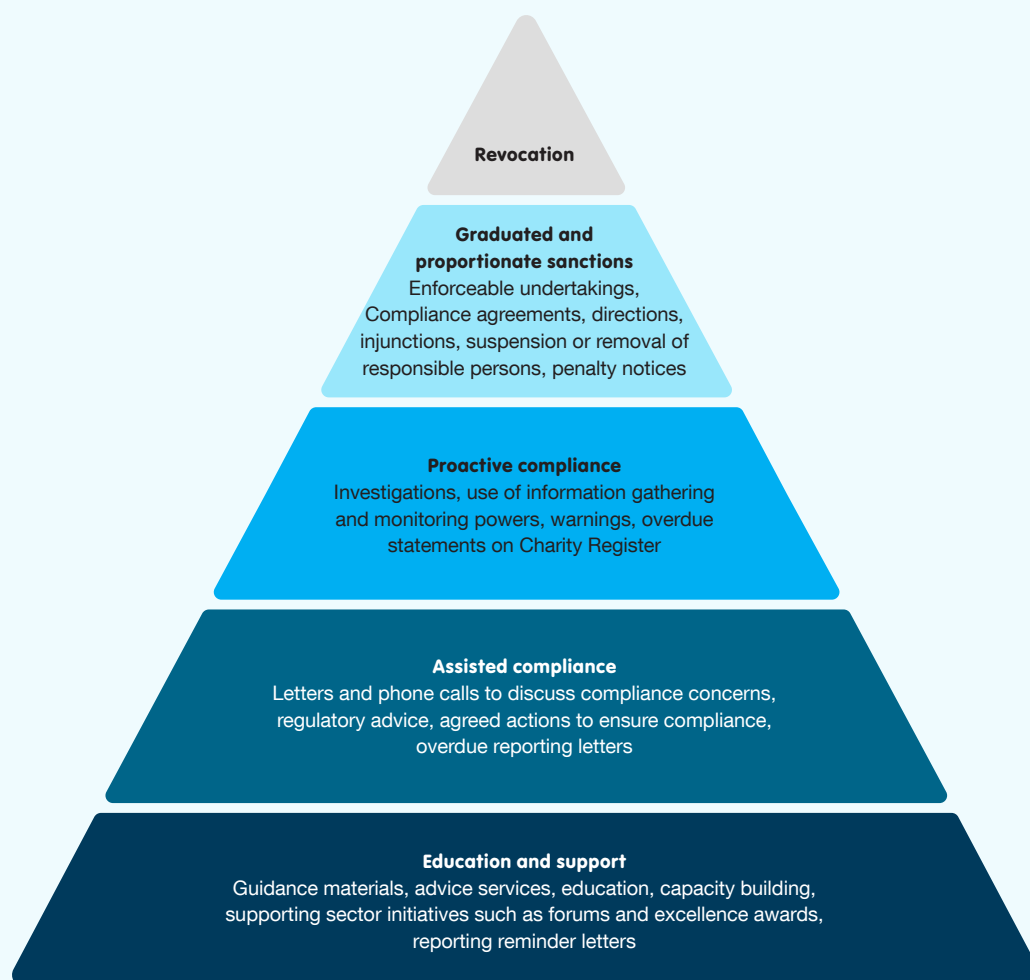 Revocation
Graduated and
proportionate sanctions
Enforceable undertakings,
Compliance agreements, directions,
injunctions, suspension or removal of
responsible persons, penalty notices
Proactive compliance
Investigations, use of information gathering
and monitoring powers, warnings, overdue
statements on Charity Register
Assisted compliance
Letters and phone calls to discuss compliance concerns,
regulatory advice, agreed actions to ensure compliance,
overdue reporting letters
Education and support
Guidance materials, advice services, education, capacity building,
supporting sector initiatives such as forums and excellence awards,
reporting reminder letters